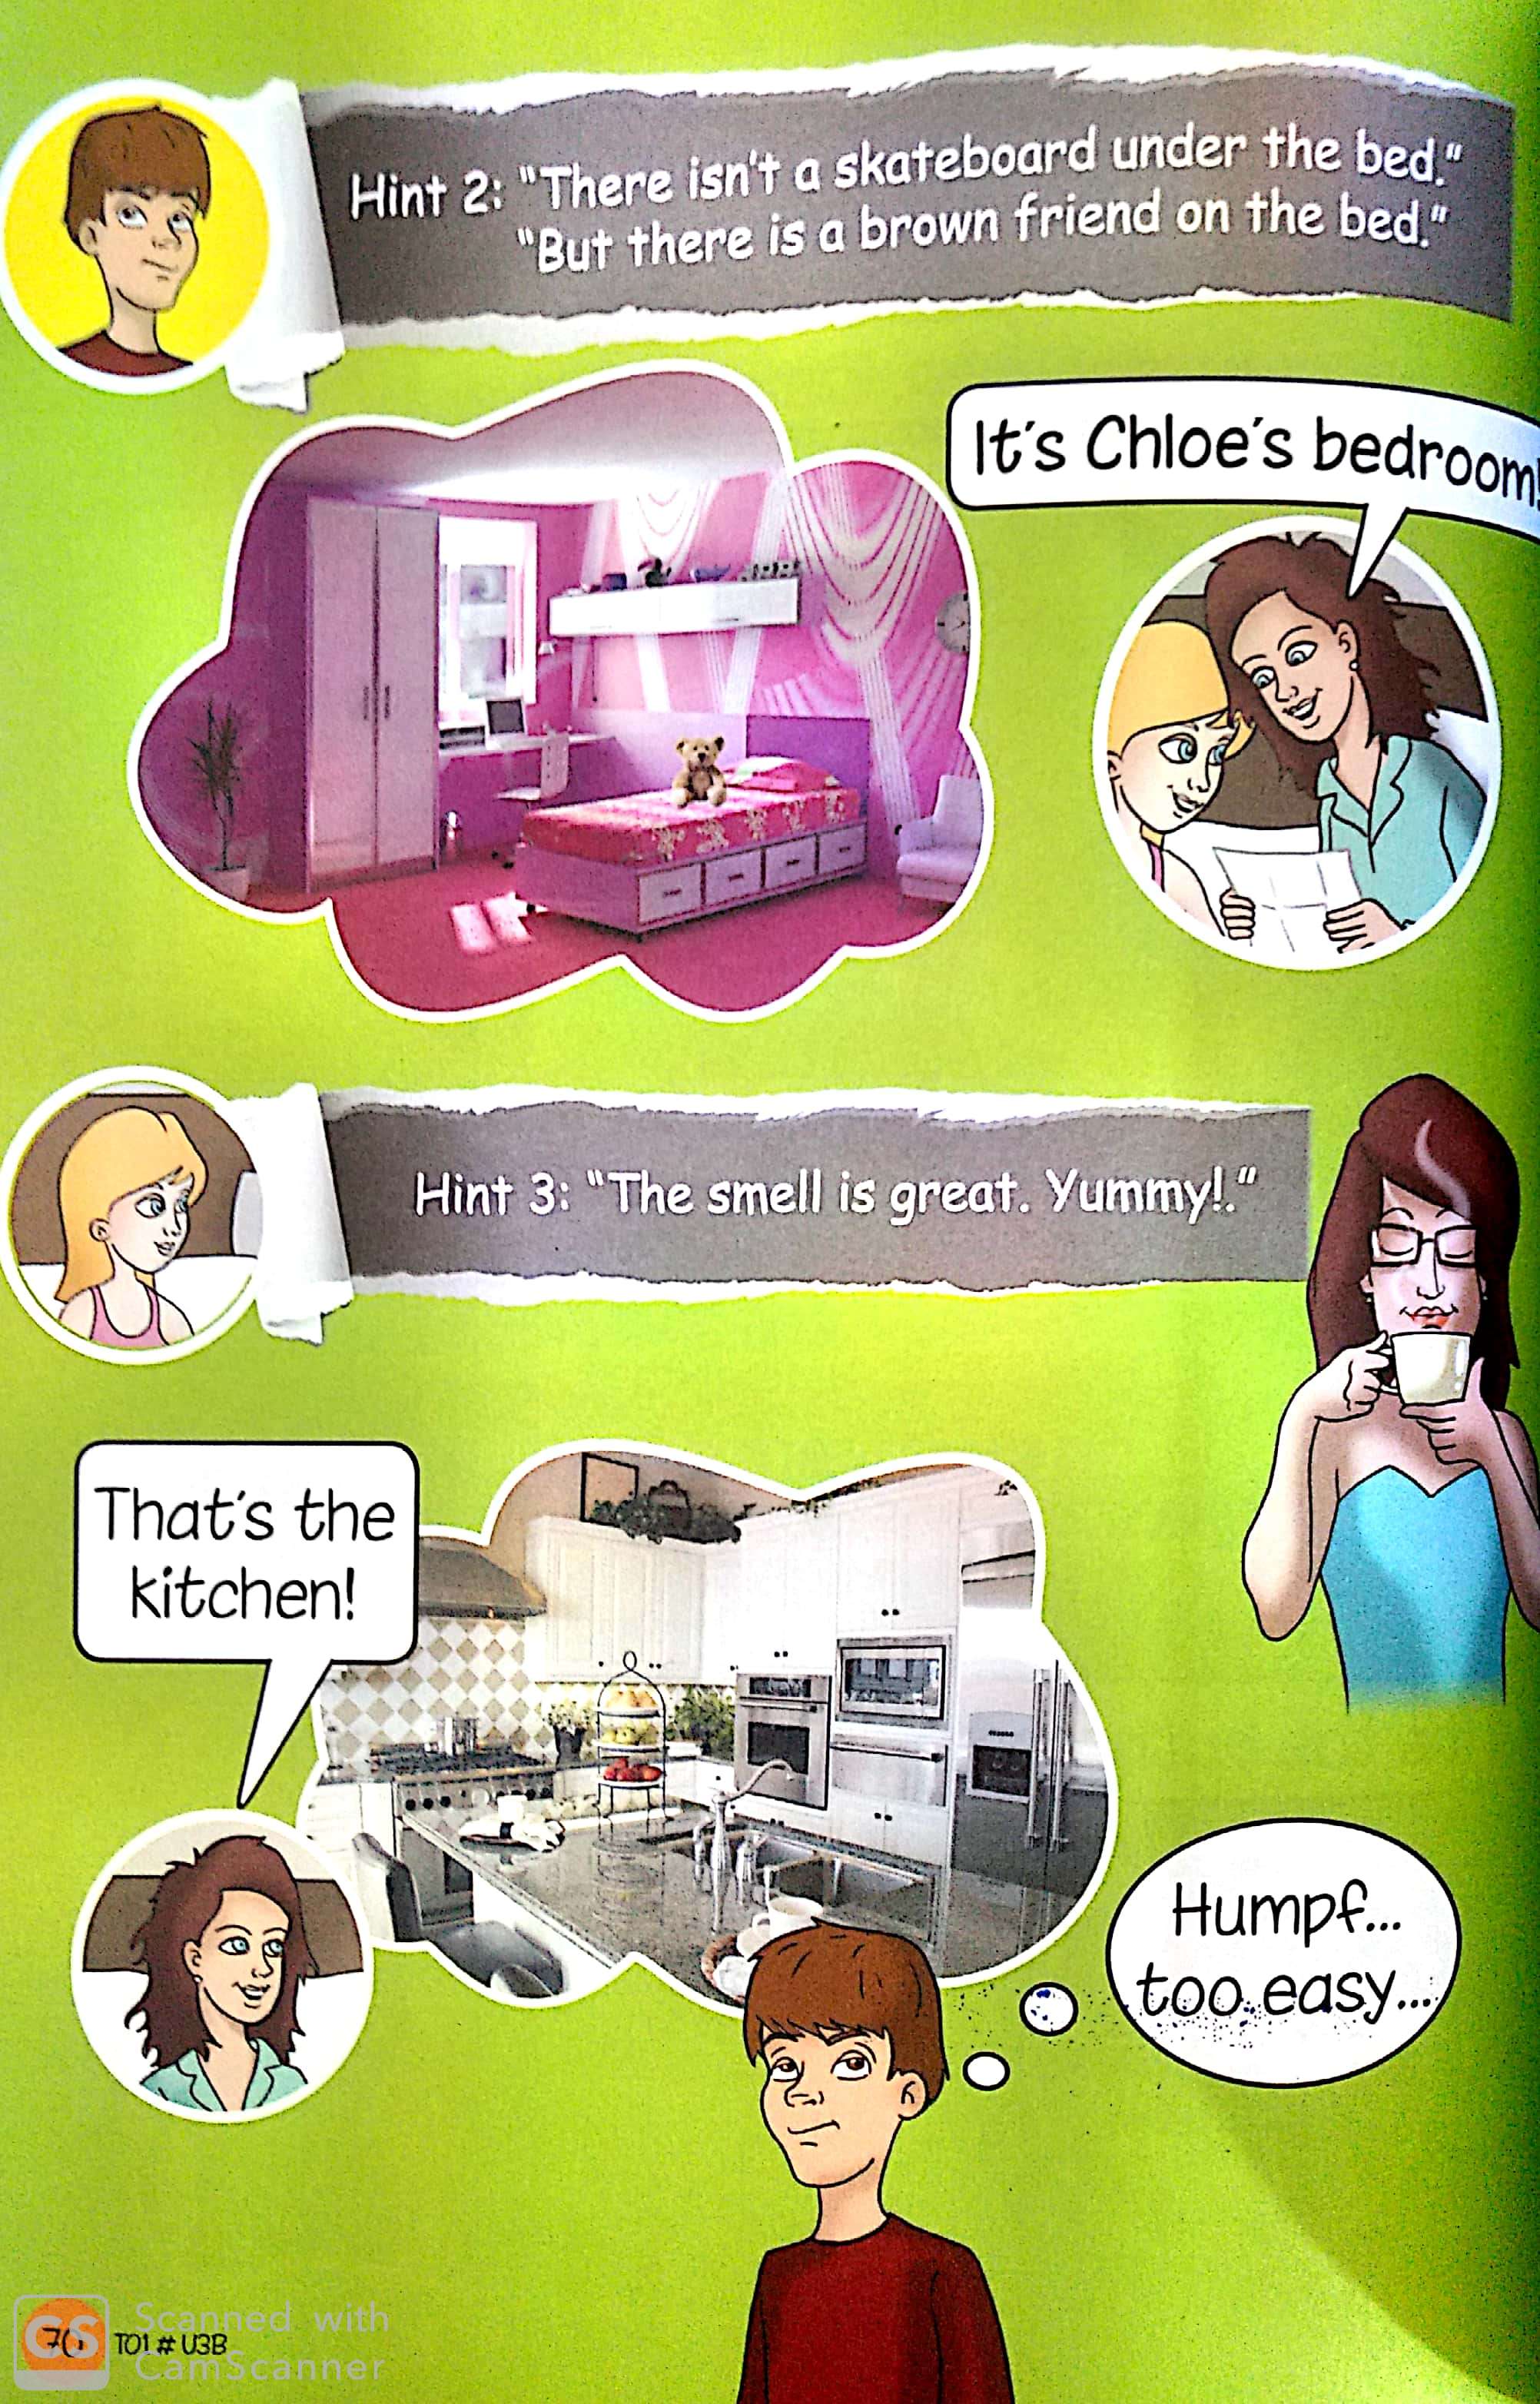 Hint 2: "There isn't a skateboard under the bed."
"But there is a brown friend on the bed."
It's Chloe's bedroom!
Hint 3: "The smell is great. Yummy!."
That's the
kitchen!
Humpf...
too easy...
Scanned with
CamScanner
CS
70 T01 # U3B